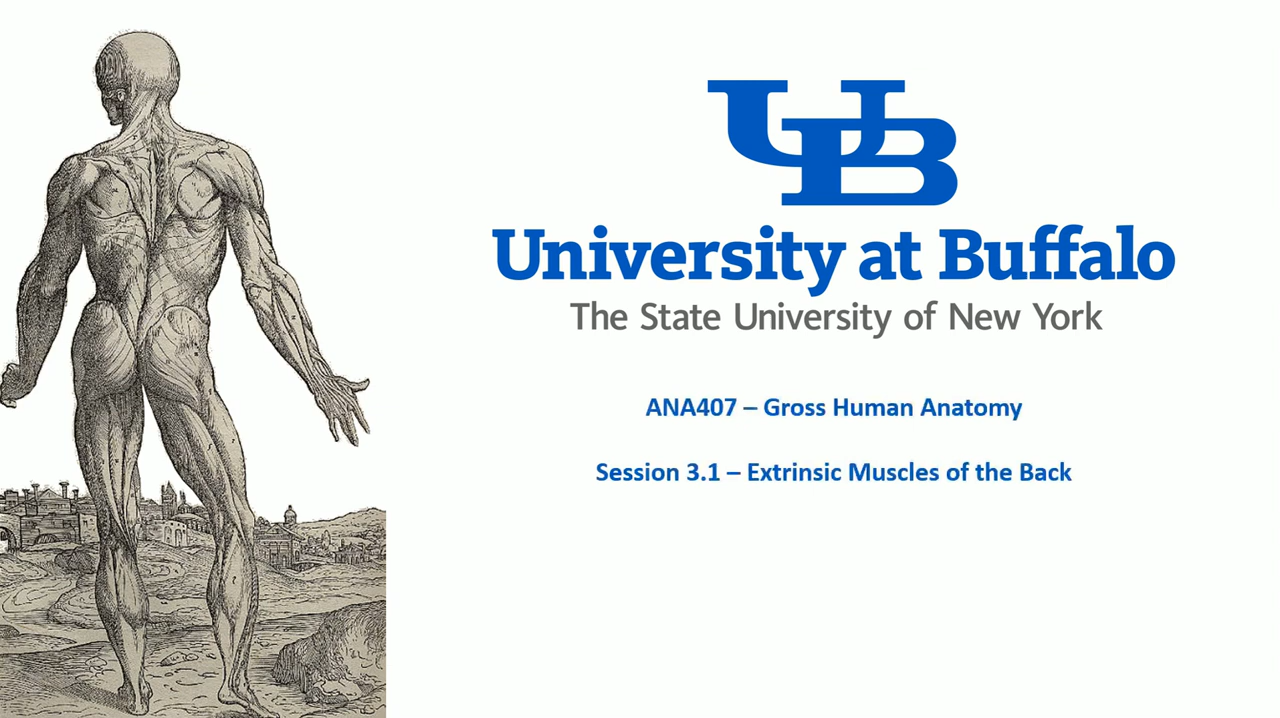 UB
University at Buffalo
The State University of New York
ANA407 – Gross Human Anatomy
Session 3.1 – Extrinsic Muscles of the Back